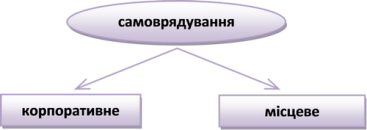 самоврядування
корпоративне
місцеве